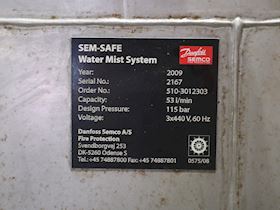 SEM-SAFE
Water Mist System
Danfoss
SEMCO
Year: 2009
Serial No.: 2167
Order No.: 510-3012303
Capacity: 53 l/min
Design Pressure: 115 bar
Voltage: 3x440 V, 60 Hz
Danfoss Semco A/S
Fire Protection
Svendborgvej 253
DK-5260 Odense S
Tel.:+45 74887800 Fax.:+45 74887801
0575/08